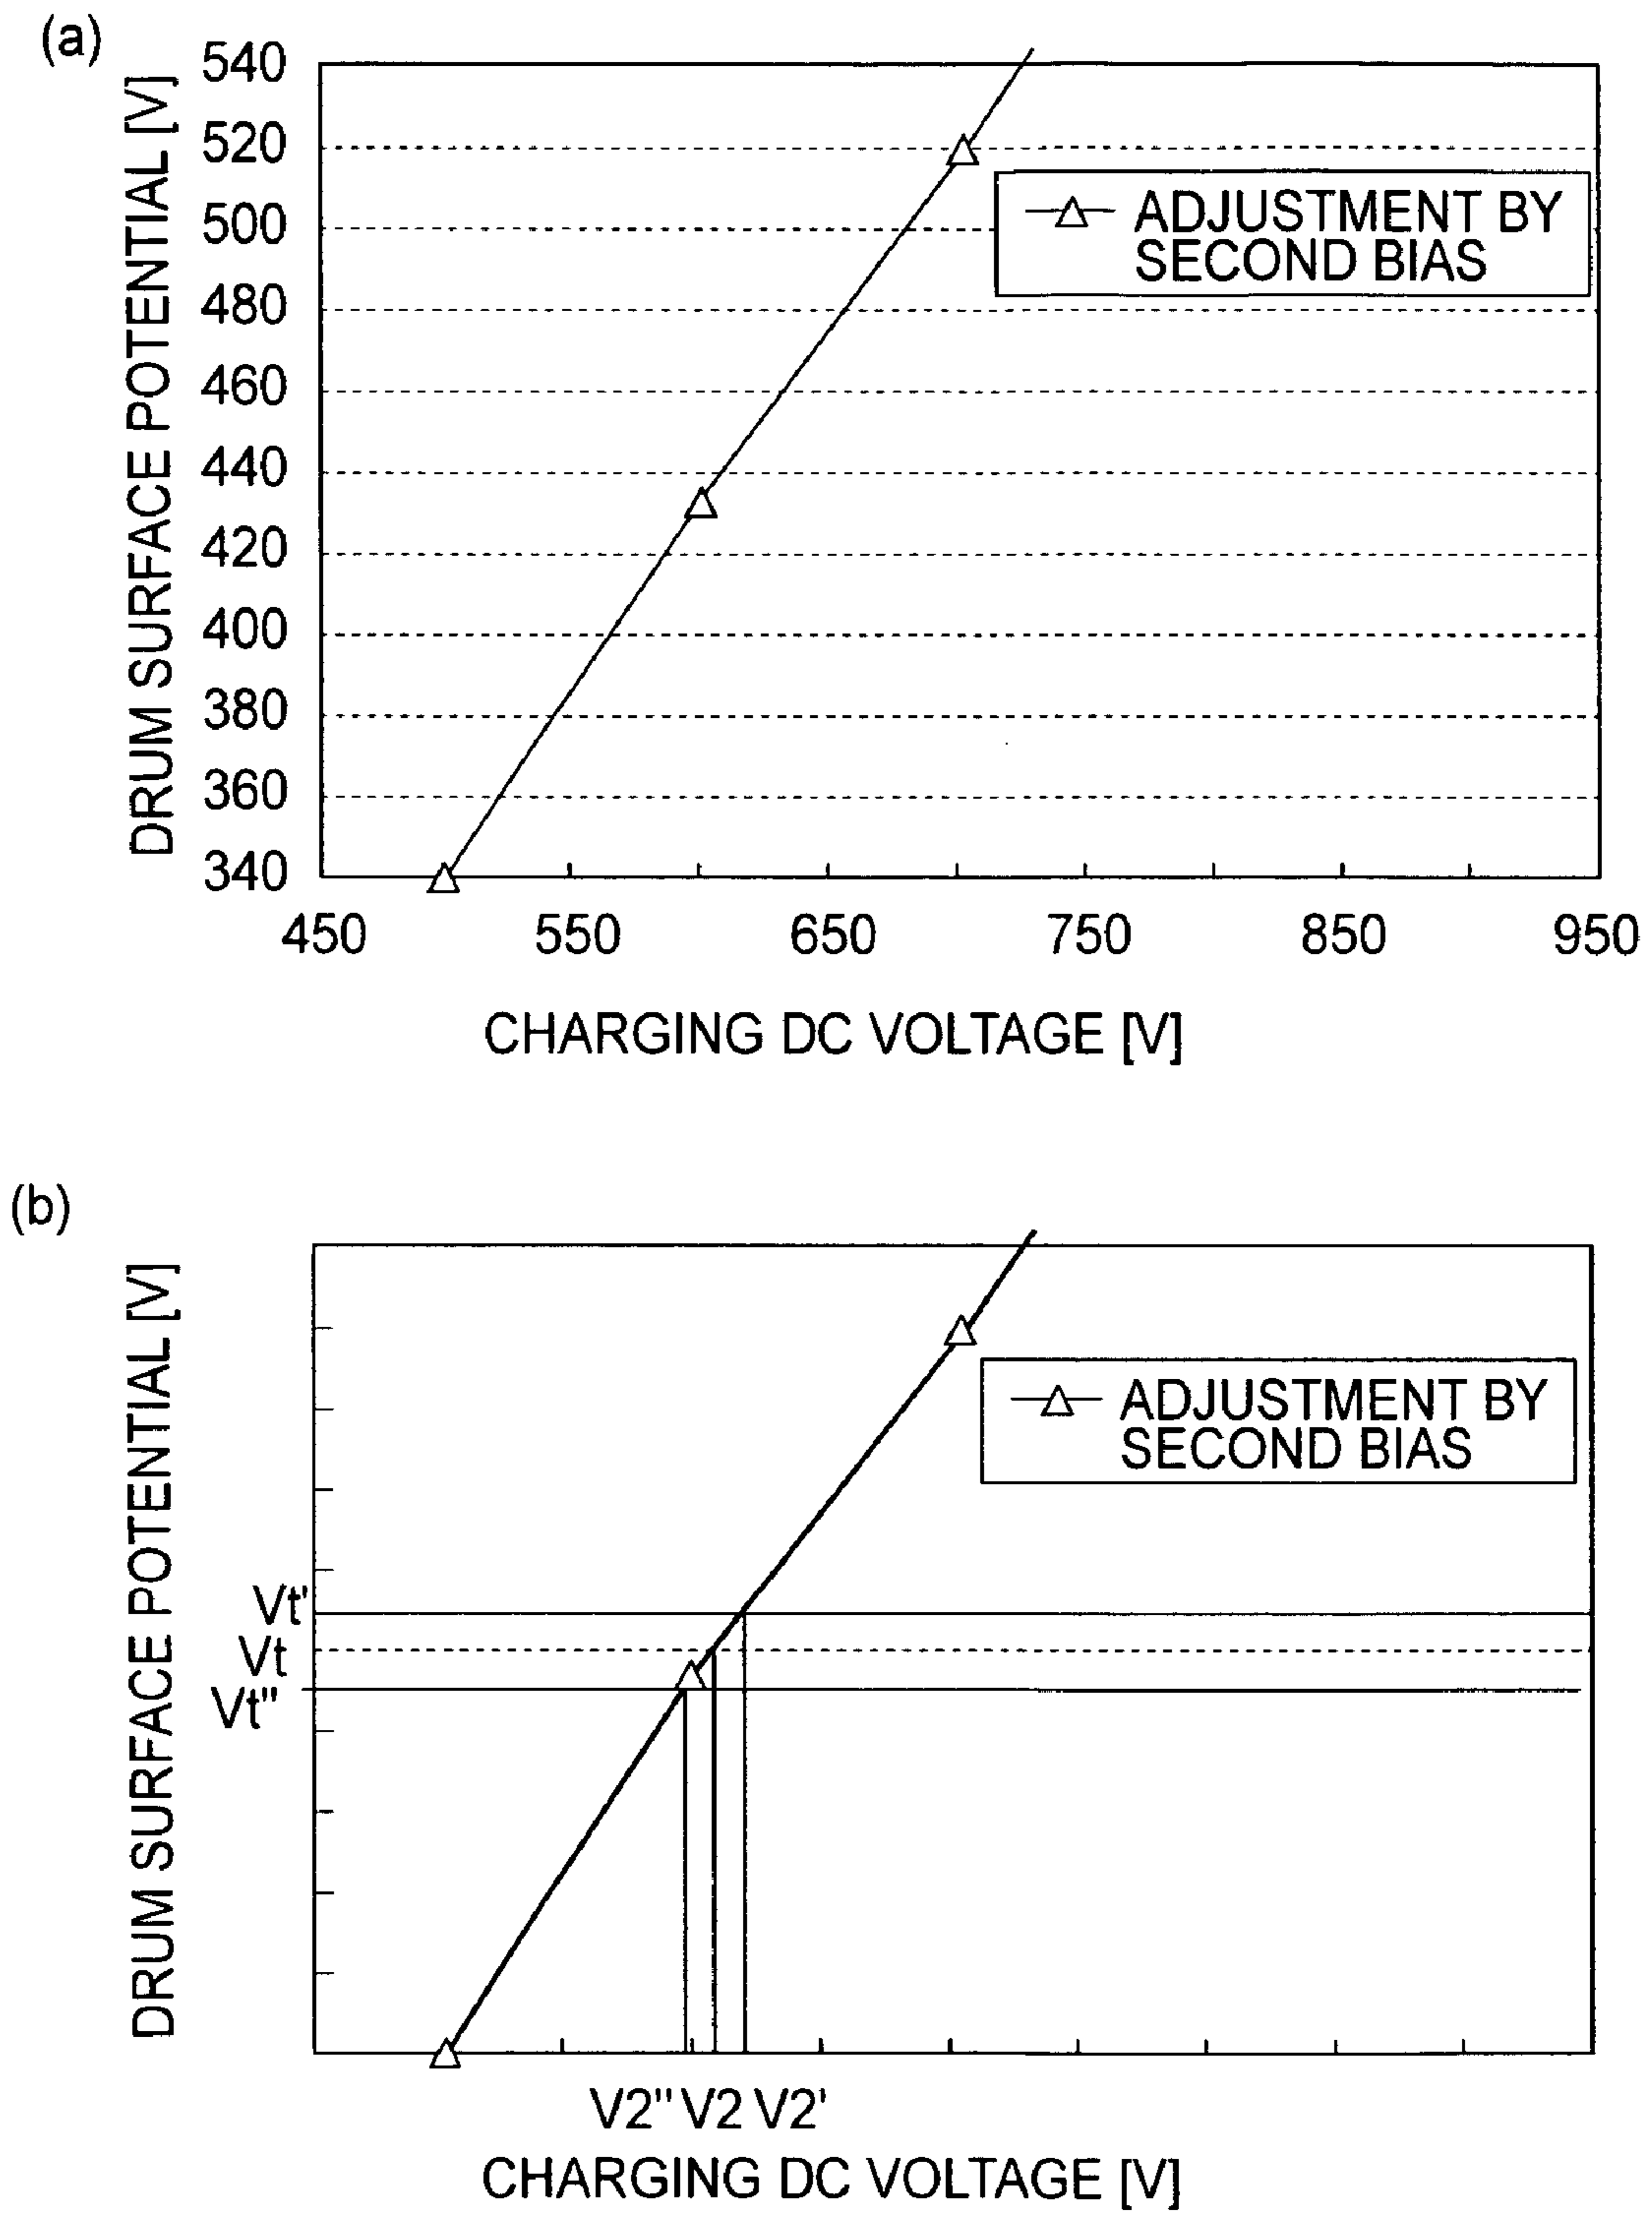 (a)
DRUM SURFACE POTENTIAL [V]
540
520
500
480
460
440
420
400
380
360
340
ADJUSTMENT BY
SECOND BIAS
450 550 650 750 850 950
CHARGING DC VOLTAGE [V]
(b)
DRUM SURFACE POTENTIAL [V]
ADJUSTMENT BY
SECOND BIAS
Vt'
Vt
Vt"
V2" V2 V2'
CHARGING DC VOLTAGE [V]